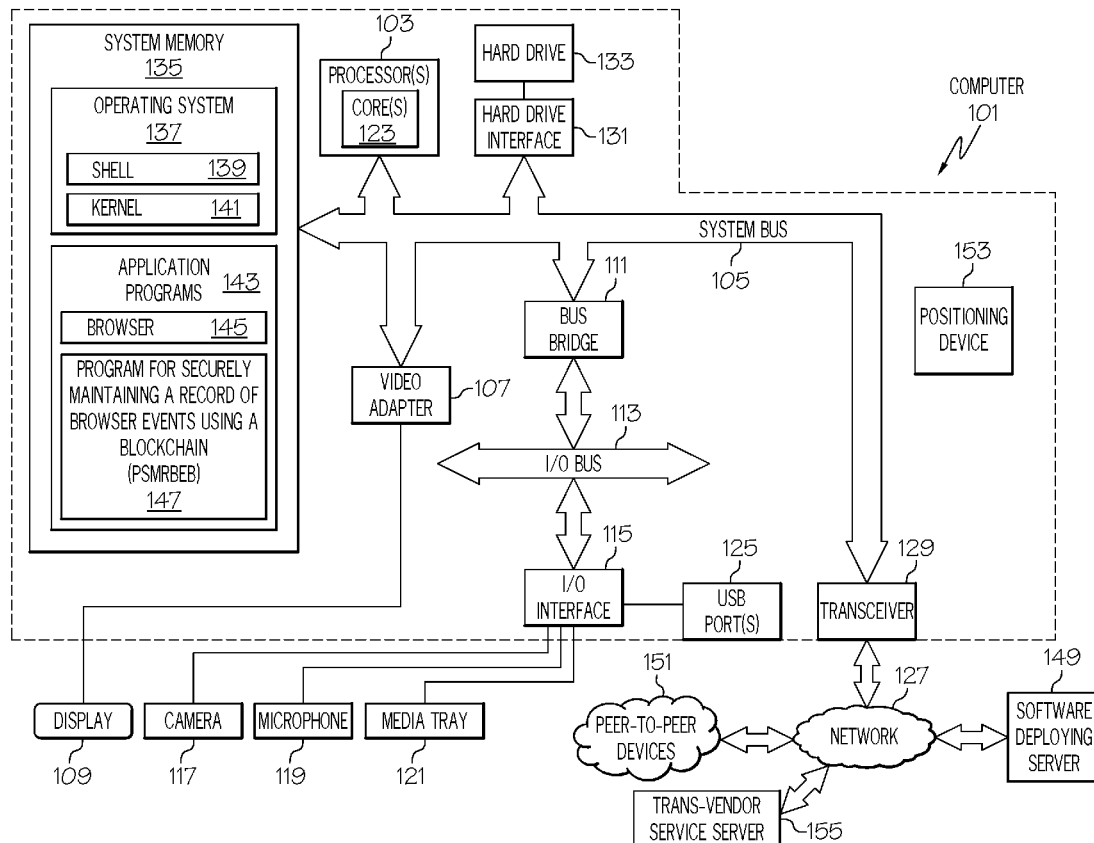 SYSTEM MEMORY
135
OPERATING SYSTEM
137
SHELL 139
KERNEL 141
APPLICATION
PROGRAMS 143
BROWSER 145
PROGRAM FOR SECURELY
MAINTAINING A RECORD OF
BROWSER EVENTS USING A
BLOCKCHAIN
(PSMRBEB)
147
103
PROCESSOR(S)
CORE(S)
123
HARD DRIVE
133
HARD DRIVE
INTERFACE
131
COMPUTER
101
SYSTEM BUS
105
111
BUS
BRIDGE
153
POSITIONING
DEVICE
VIDEO
ADAPTER
107
113
I/O BUS
115
I/O
INTERFACE
125
USB
PORT(S)
129
TRANSCEIVER
DISPLAY
109
CAMERA
117
MICROPHONE
119
MEDIA TRAY
121
151
PEER-TO-PEER
DEVICES
127
NETWORK
149
SOFTWARE
DEPLOYING
SERVER
TRANS-VENDOR
SERVICE SERVER
155